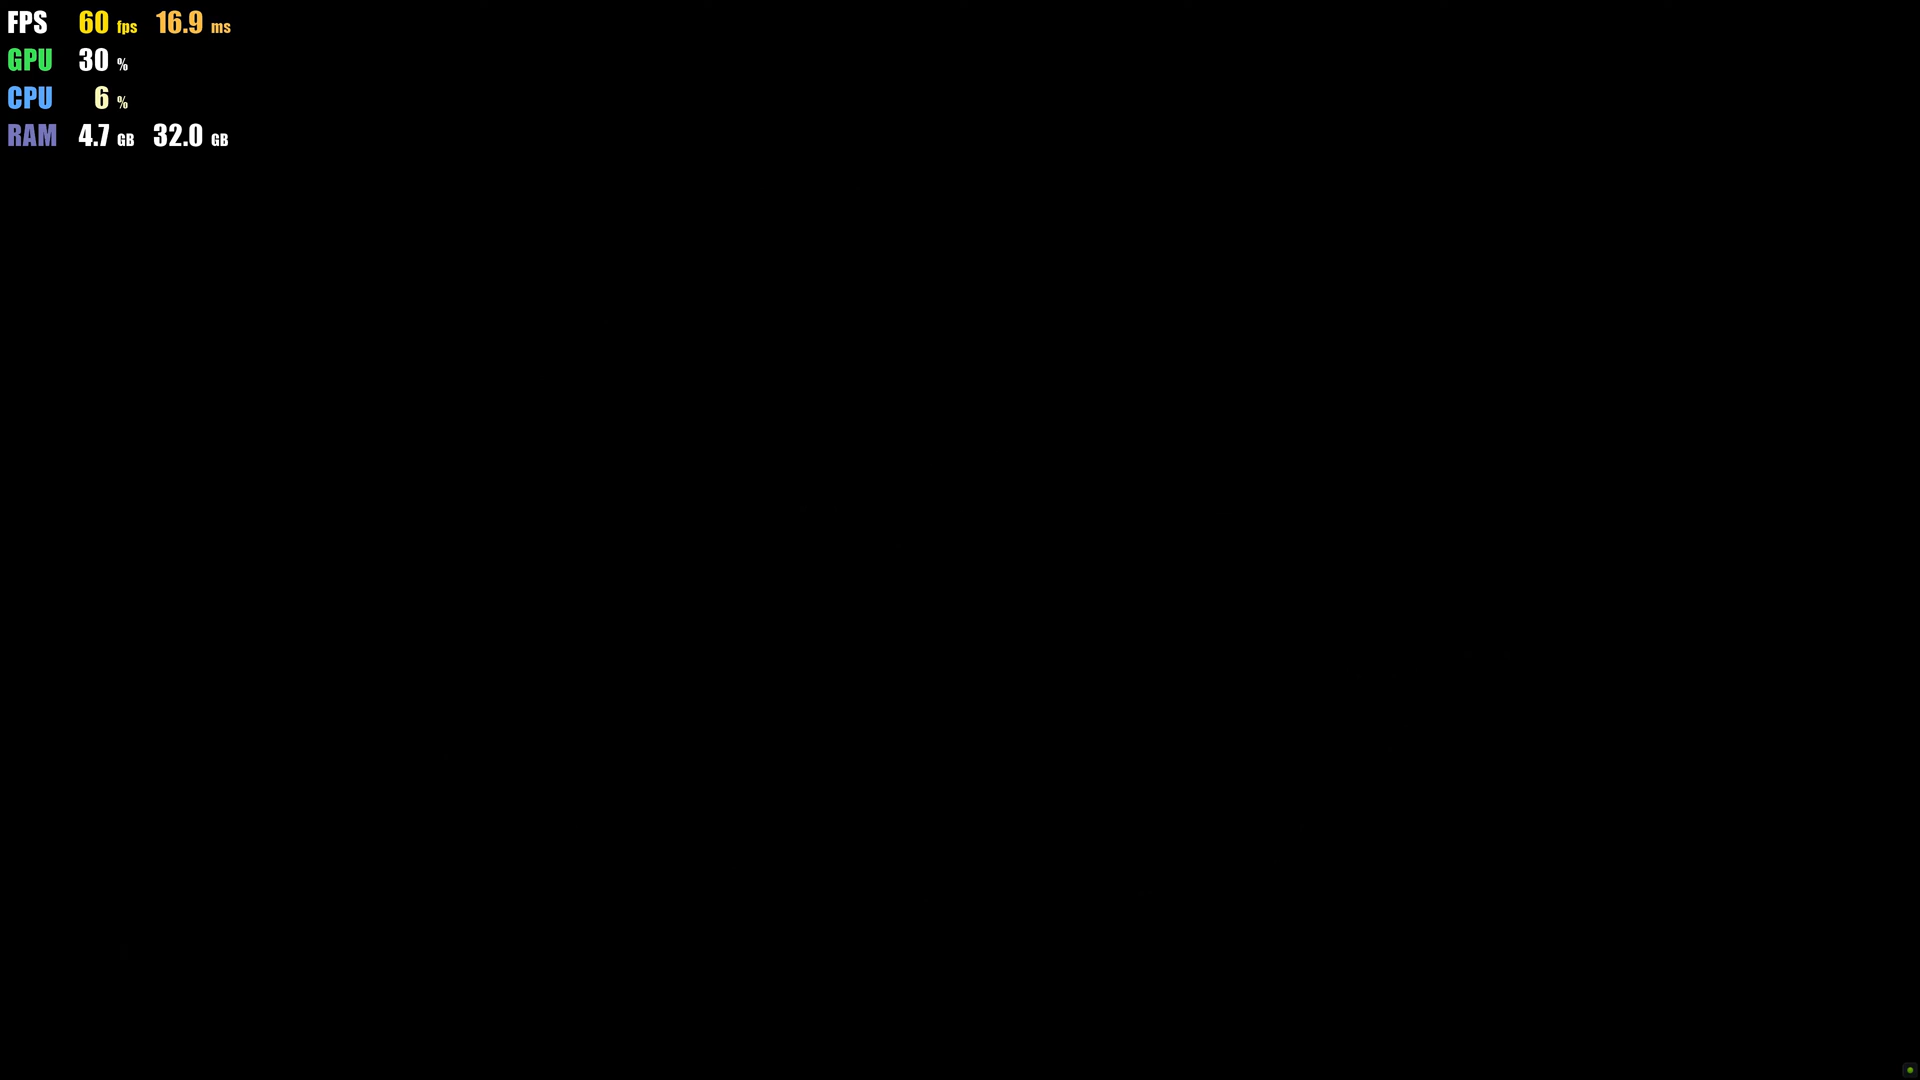 FPS 60 fps 16.9 ms
GPU 30 %
CPU 6 %
RAM 4.7 GB 32.0 GB